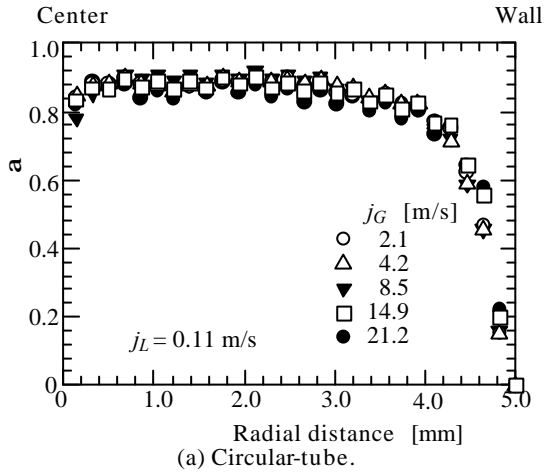 Center Wall
1.0
0.8
0.6
0.4
0.2
0
a
j_G [m/s]
2.1
4.2
8.5
14.9
21.2
j_L = 0.11 m/s
0 1.0 2.0 3.0 4.0 5.0
Radial distance [mm]
(a) Circular-tube.